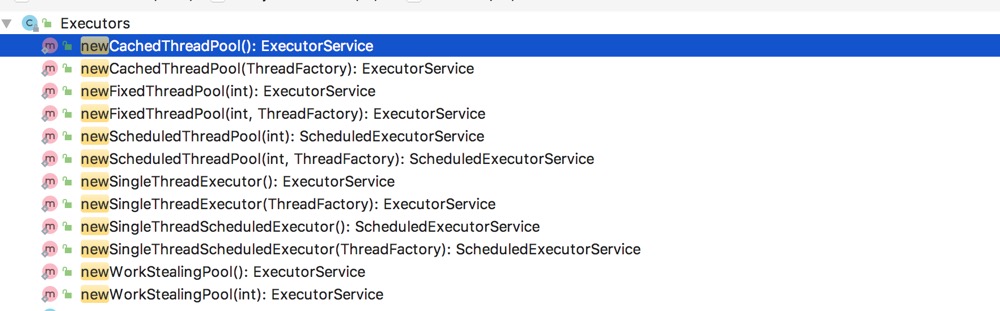 Executors
newCachedThreadPool(): ExecutorService
newCachedThreadPool(ThreadFactory): ExecutorService
newFixedThreadPool(int): ExecutorService
newFixedThreadPool(int, ThreadFactory): ExecutorService
newScheduledThreadPool(int): ScheduledExecutorService
newScheduledThreadPool(int, ThreadFactory): ScheduledExecutorService
newSingleThreadExecutor(): ExecutorService
newSingleThreadExecutor(ThreadFactory): ExecutorService
newSingleThreadScheduledExecutor(): ScheduledExecutorService
newSingleThreadScheduledExecutor(ThreadFactory): ScheduledExecutorService
newWorkStealingPool(): ExecutorService
newWorkStealingPool(int): ExecutorService